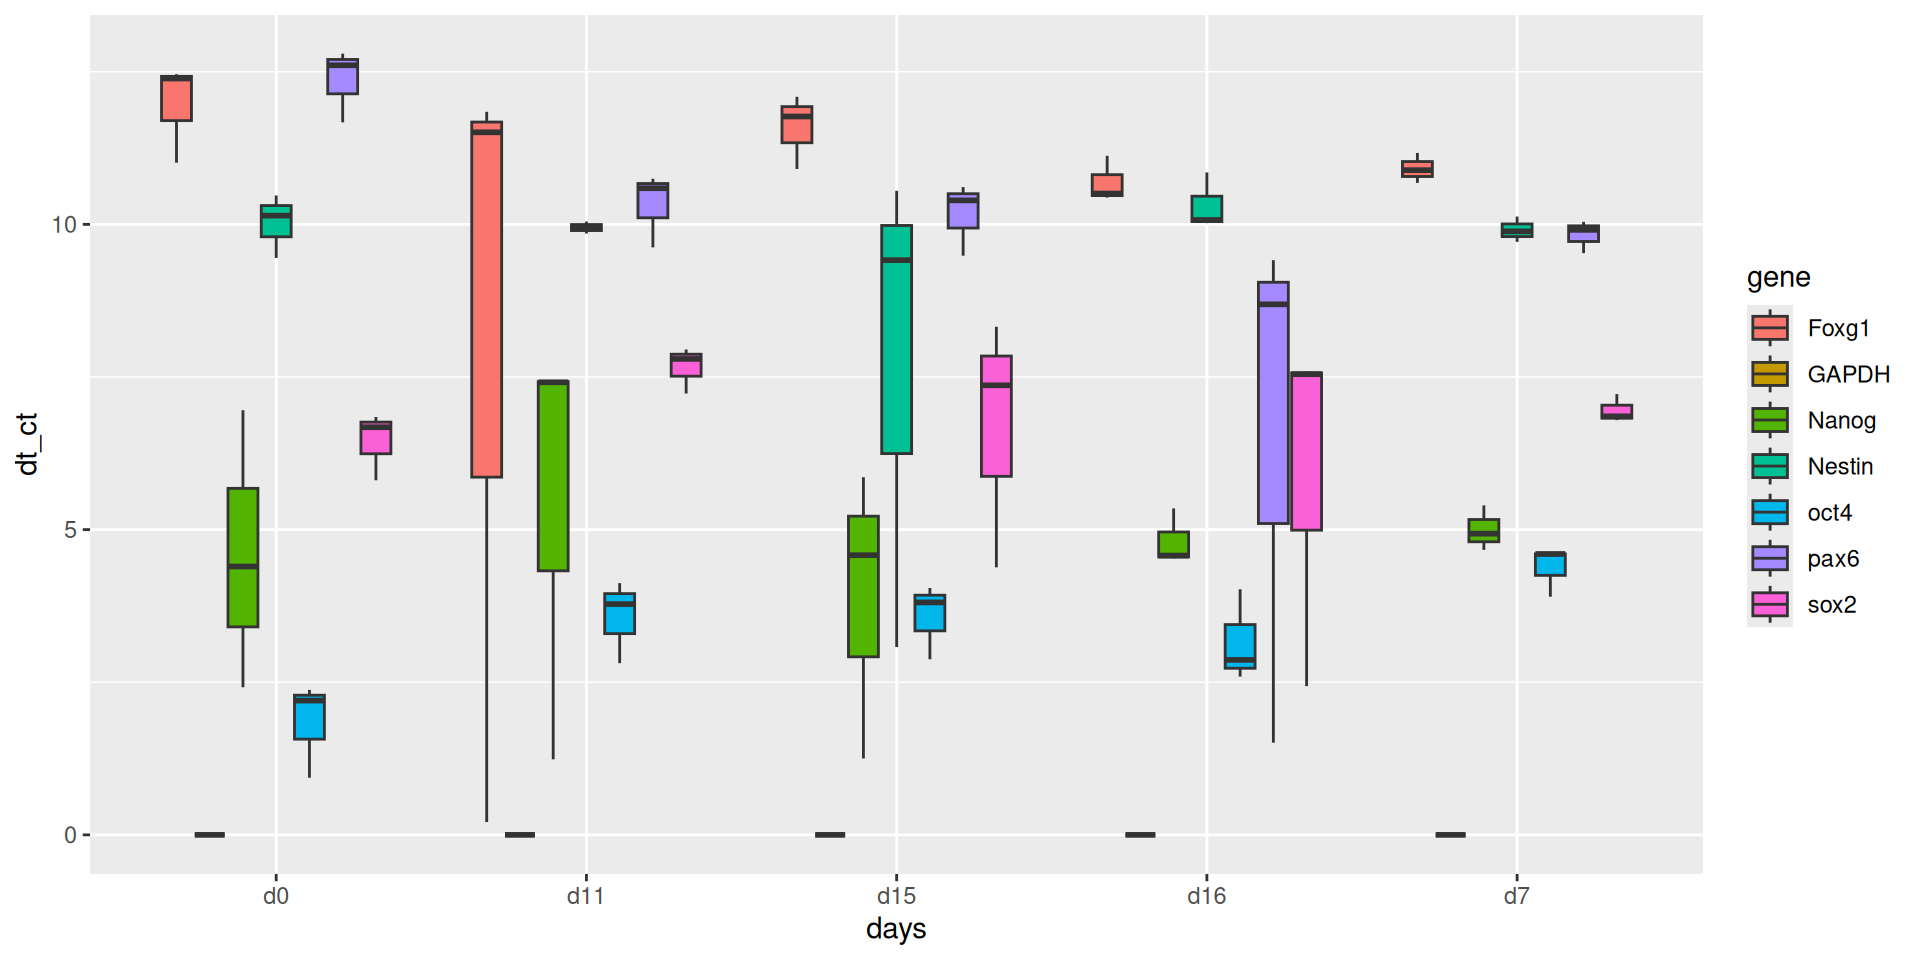 dt_ct
10
5
0
d0
d11
d15
d16
d7
days
gene
Foxg1
GAPDH
Nanog
Nestin
oct4
pax6
sox2